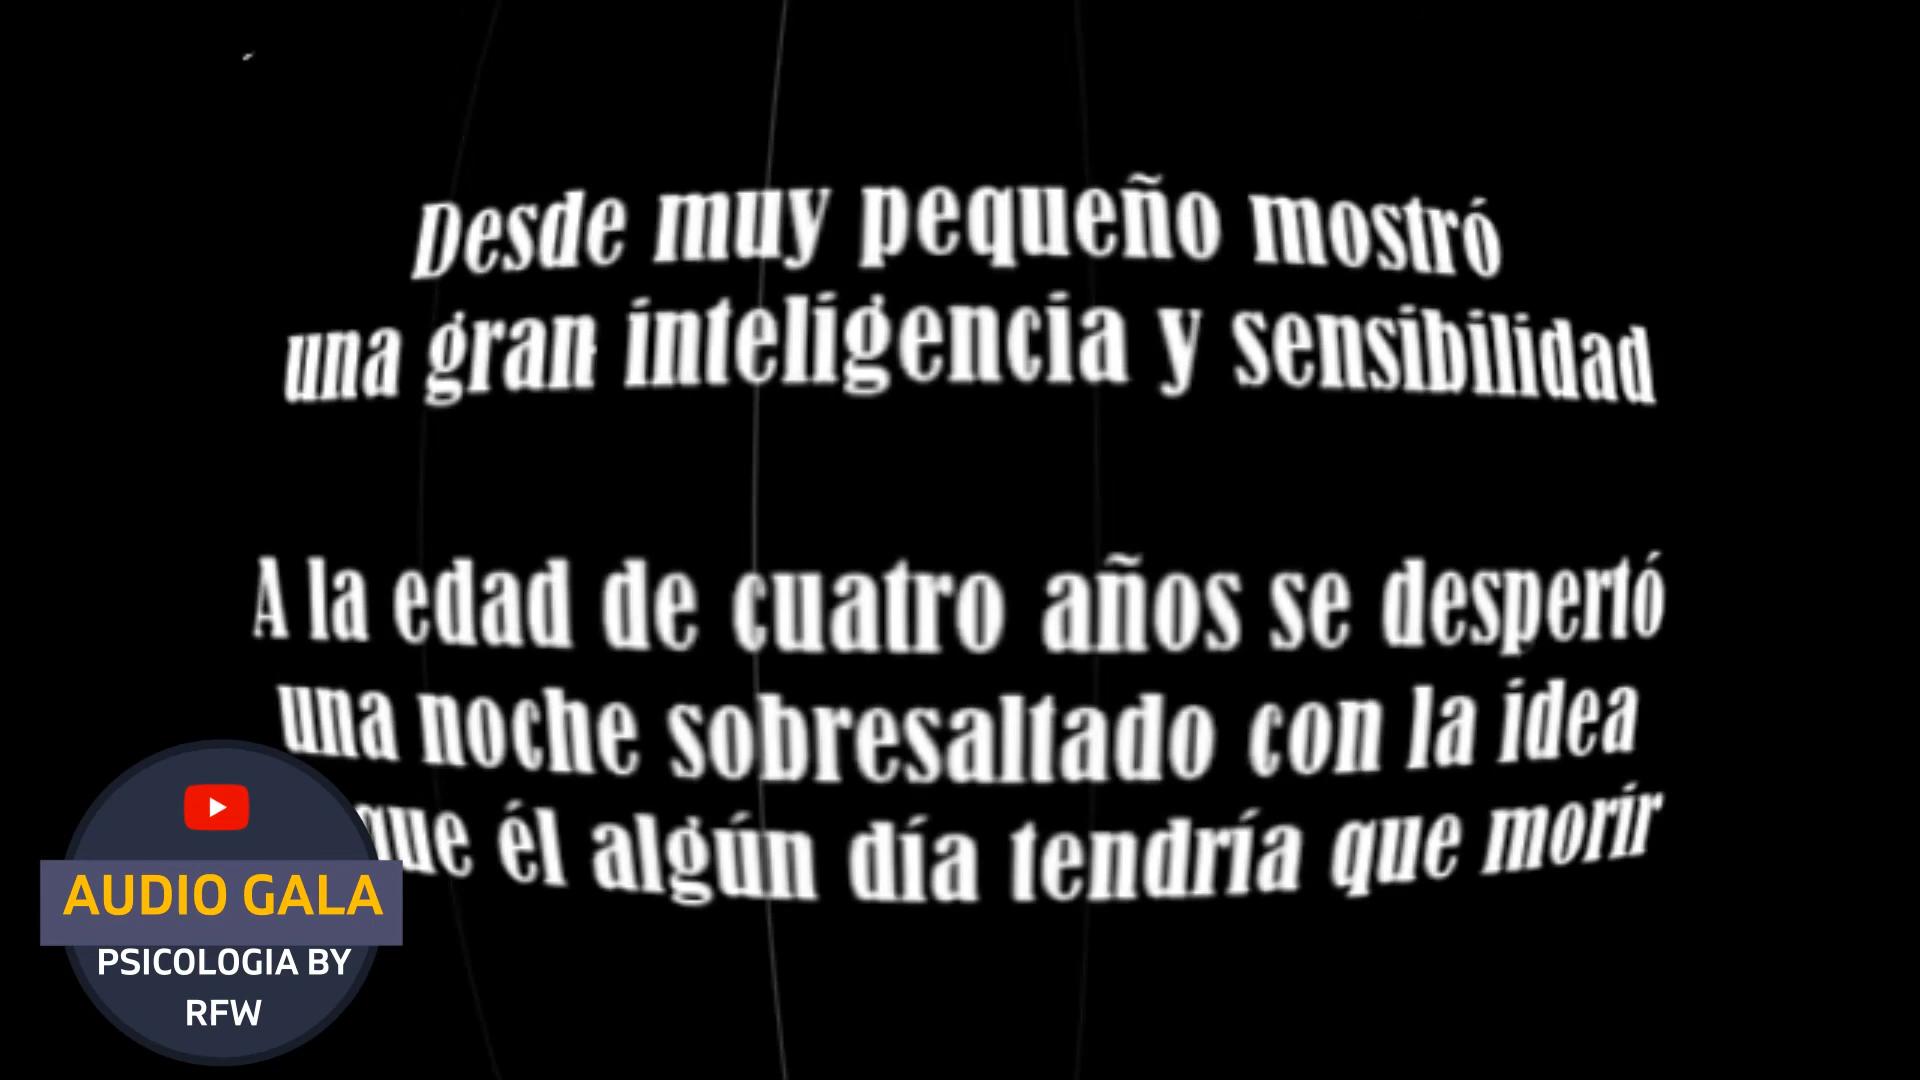 Desde muy pequeño mostró
una gran inteligencia y sensibilidad
A la edad de cuatro años se despertó
una noche sobresaltado con la idea
que él algún día tendría que morir
AUDIO GALA
PSICOLOGIA BY
RFW